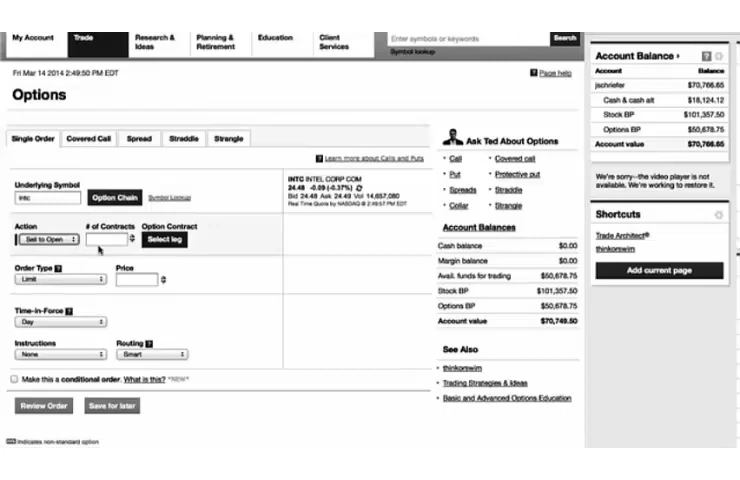 My Account Trade Research & Ideas Planning & Retirement Education Client Services
Enter symbols or keywords Search
Symbol lookup
Fri Mar 14 2014 2:49:50 PM EDT
? Page help
Options
Single Order Covered Call Spread Straddle Strangle
? Learn more about Calls and Puts
Underlying Symbol
intc Option Chain Symbol Lookup
INTC INTEL CORP COM
24.48 -0.09 (-0.37%)
Bid 24.48 Ask 24.49 Vol 14,657,080
Real Time Quote by NASDAQ @ 2:49:57 PM EDT
Action # of Contracts Option Contract
Sell to Open Select leg
Order Type ? Price
Limit
Time-in-Force ?
Day
Instructions Routing ?
None Smart
Make this a conditional order. What is this? *NEW*
Review Order Save for later
Indicates non-standard option
Ask Ted About Options
Call Covered call
Put Protective put
Spreads Straddle
Collar Strangle
Account Balances
Cash balance $0.00
Margin balance $0.00
Avail. funds for trading $50,678.75
Stock BP $101,357.50
Options BP $50,678.75
Account value $70,749.50
See Also
thinkorswim
Trading Strategies & Ideas
Basic and Advanced Options Education
Account Balance ?
Account Balance
jschriefer $70,766.65
Cash & cash alt $18,124.12
Stock BP $101,357.50
Options BP $50,678.75
Account value $70,766.65
We're sorry--the video player is not
available. We're working to restore it.
Shortcuts
Trade Architect®
thinkorswim
Add current page